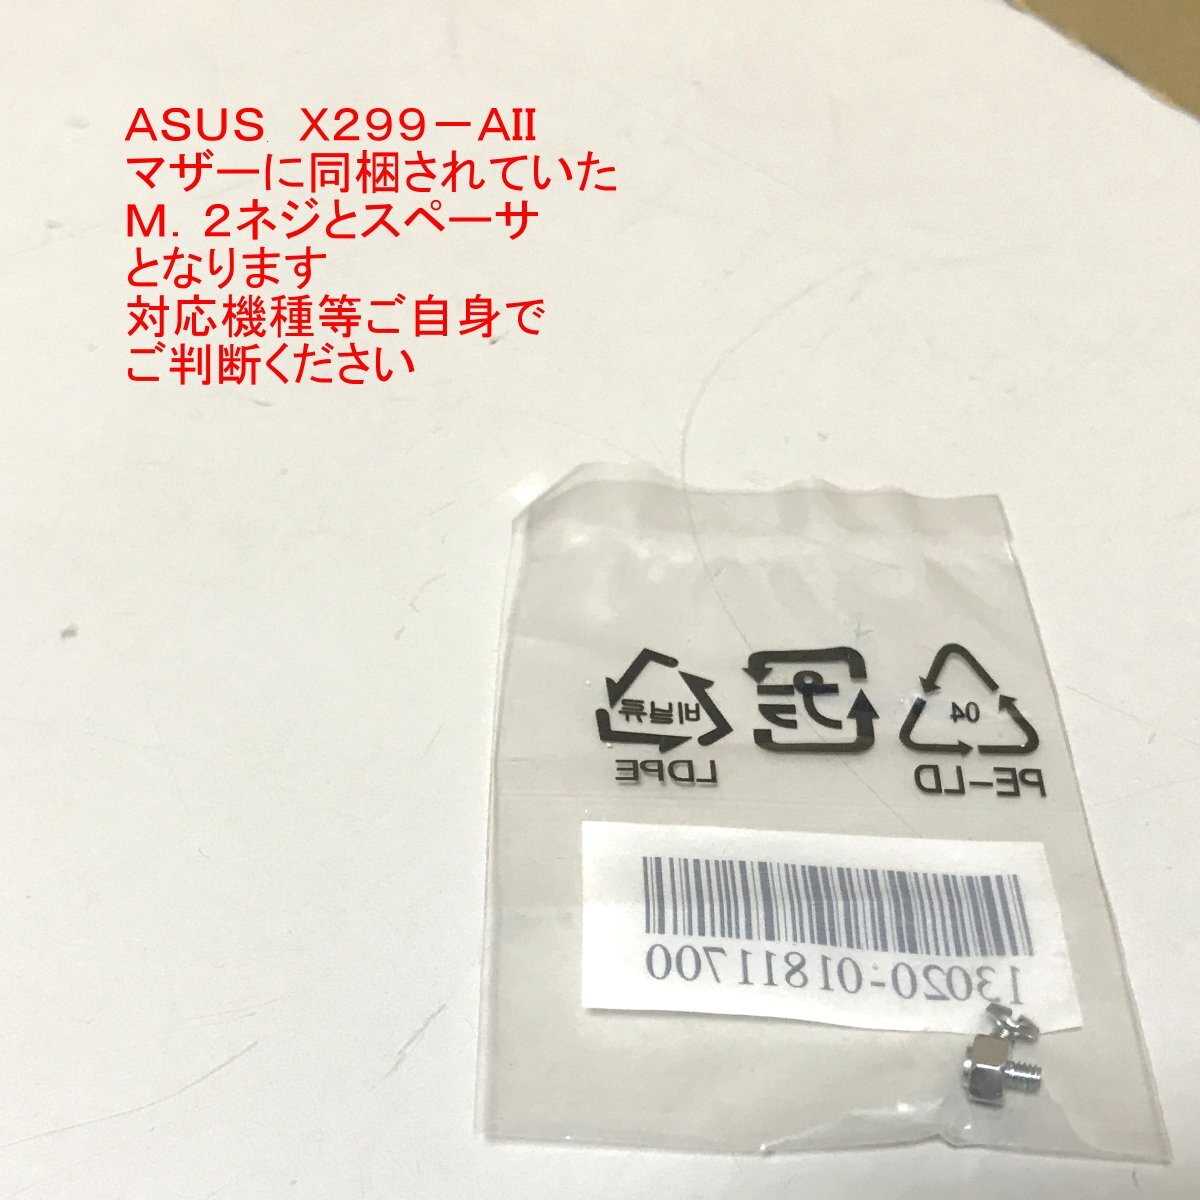 ＡＳＵＳ　Ｘ２９９－ＡII
マザーに同梱されていた
Ｍ．２ネジとスペーサ
となります
対応機種等ご自身で
ご判断ください
비닐류
LDPE
プラ
04
PE-LD
13020-01811700